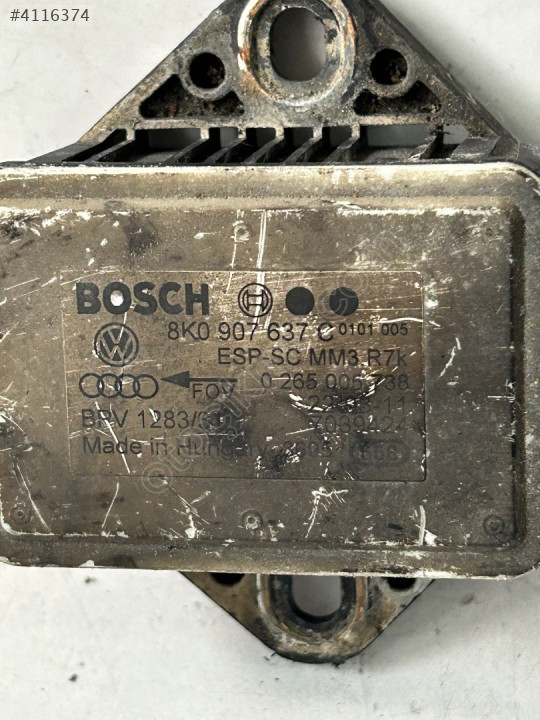 #4116374
BOSCH
8K0 907 637 C 0101 005
ESP-SC MM3 R7k
FOV 0 265 005 738
BPV 1283/
7039424
Made in Hungary